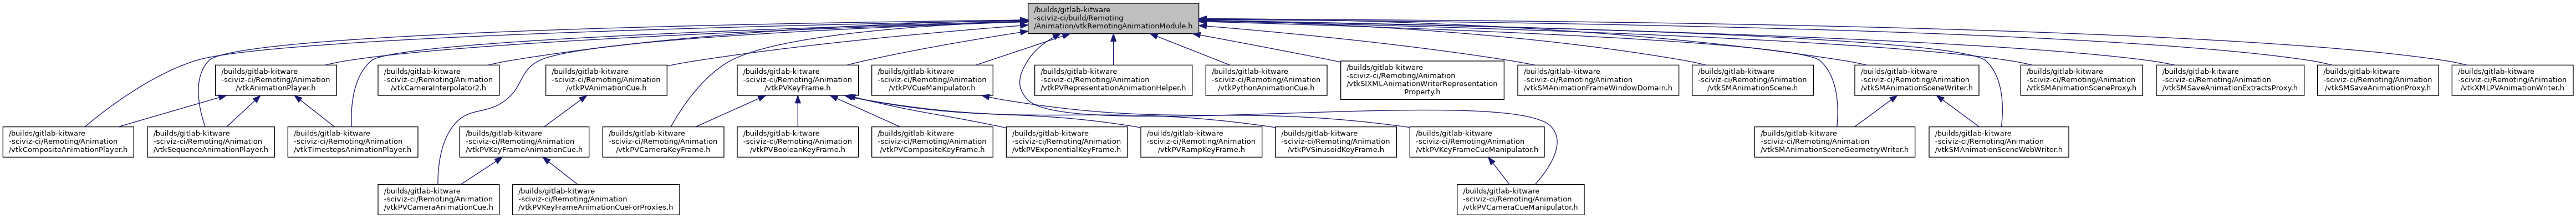 /builds/gitlab-kitware
-sciviz-ci/build/Remoting
/Animation/vtkRemotingAnimationModule.h
/builds/gitlab-kitware
-sciviz-ci/Remoting/Animation
/vtkAnimationPlayer.h
/builds/gitlab-kitware
-sciviz-ci/Remoting/Animation
/vtkCameraInterpolator2.h
/builds/gitlab-kitware
-sciviz-ci/Remoting/Animation
/vtkPVAnimationCue.h
/builds/gitlab-kitware
-sciviz-ci/Remoting/Animation
/vtkPVKeyFrame.h
/builds/gitlab-kitware
-sciviz-ci/Remoting/Animation
/vtkPVCueManipulator.h
/builds/gitlab-kitware
-sciviz-ci/Remoting/Animation
/vtkPVRepresentationAnimationHelper.h
/builds/gitlab-kitware
-sciviz-ci/Remoting/Animation
/vtkPythonAnimationCue.h
/builds/gitlab-kitware
-sciviz-ci/Remoting/Animation
/vtkSIXMLAnimationWriterRepresentation
Property.h
/builds/gitlab-kitware
-sciviz-ci/Remoting/Animation
/vtkSMAnimationFrameWindowDomain.h
/builds/gitlab-kitware
-sciviz-ci/Remoting/Animation
/vtkSMAnimationScene.h
/builds/gitlab-kitware
-sciviz-ci/Remoting/Animation
/vtkSMAnimationSceneWriter.h
/builds/gitlab-kitware
-sciviz-ci/Remoting/Animation
/vtkSMAnimationSceneProxy.h
/builds/gitlab-kitware
-sciviz-ci/Remoting/Animation
/vtkSMSaveAnimationExtractsProxy.h
/builds/gitlab-kitware
-sciviz-ci/Remoting/Animation
/vtkSMSaveAnimationProxy.h
/builds/gitlab-kitware
-sciviz-ci/Remoting/Animation
/vtkXMLPVAnimationWriter.h
/builds/gitlab-kitware
-sciviz-ci/Remoting/Animation
/vtkCompositeAnimationPlayer.h
/builds/gitlab-kitware
-sciviz-ci/Remoting/Animation
/vtkSequenceAnimationPlayer.h
/builds/gitlab-kitware
-sciviz-ci/Remoting/Animation
/vtkTimestepsAnimationPlayer.h
/builds/gitlab-kitware
-sciviz-ci/Remoting/Animation
/vtkPVKeyFrameAnimationCue.h
/builds/gitlab-kitware
-sciviz-ci/Remoting/Animation
/vtkPVCameraKeyFrame.h
/builds/gitlab-kitware
-sciviz-ci/Remoting/Animation
/vtkPVBooleanKeyFrame.h
/builds/gitlab-kitware
-sciviz-ci/Remoting/Animation
/vtkPVCompositeKeyFrame.h
/builds/gitlab-kitware
-sciviz-ci/Remoting/Animation
/vtkPVExponentialKeyFrame.h
/builds/gitlab-kitware
-sciviz-ci/Remoting/Animation
/vtkPVRampKeyFrame.h
/builds/gitlab-kitware
-sciviz-ci/Remoting/Animation
/vtkPVSinusoidKeyFrame.h
/builds/gitlab-kitware
-sciviz-ci/Remoting/Animation
/vtkPVKeyFrameCueManipulator.h
/builds/gitlab-kitware
-sciviz-ci/Remoting/Animation
/vtkSMAnimationSceneGeometryWriter.h
/builds/gitlab-kitware
-sciviz-ci/Remoting/Animation
/vtkSMAnimationSceneWebWriter.h
/builds/gitlab-kitware
-sciviz-ci/Remoting/Animation
/vtkPVCameraAnimationCue.h
/builds/gitlab-kitware
-sciviz-ci/Remoting/Animation
/vtkPVKeyFrameAnimationCueForProxies.h
/builds/gitlab-kitware
-sciviz-ci/Remoting/Animation
/vtkPVCameraCueManipulator.h